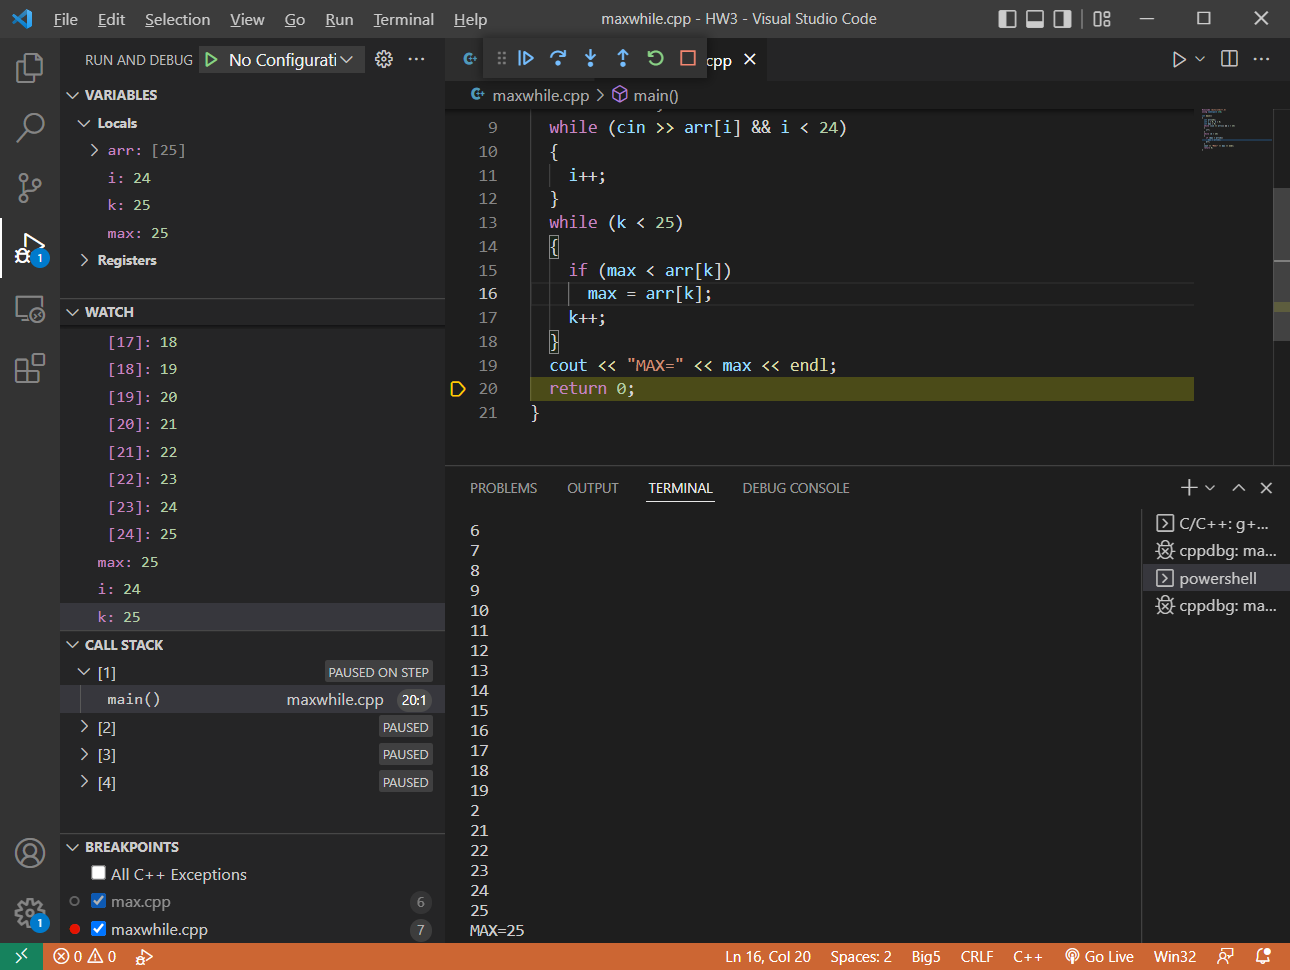 File Edit Selection View Go Run Terminal Help maxwhile.cpp - HW3 - Visual Studio Code
RUN AND DEBUG No Configurati
cpp
maxwhile.cpp > main()
VARIABLES
Locals
arr: [25]
i: 24
k: 25
max: 25
Registers
WATCH
[17]: 18
[18]: 19
[19]: 20
[20]: 21
[21]: 22
[22]: 23
[23]: 24
[24]: 25
max: 25
i: 24
k: 25
CALL STACK
[1] PAUSED ON STEP
main() maxwhile.cpp 20:1
[2] PAUSED
[3] PAUSED
[4] PAUSED
BREAKPOINTS
All C++ Exceptions
max.cpp 6
maxwhile.cpp 7
1
1
9 while (cin >> arr[i] && i < 24)
10 {
11 i++;
12 }
13 while (k < 25)
14 {
15 if (max < arr[k])
16 max = arr[k];
17 k++;
18 }
19 cout << "MAX=" << max << endl;
20 return 0;
21 }
PROBLEMS OUTPUT TERMINAL DEBUG CONSOLE
6
7
8
9
10
11
12
13
14
15
16
17
18
19
2
21
22
23
24
25
MAX=25
C/C++: g+...
cppdbg: ma...
powershell
cppdbg: ma...
0 0 Ln 16, Col 20 Spaces: 2 Big5 CRLF C++ Go Live Win32